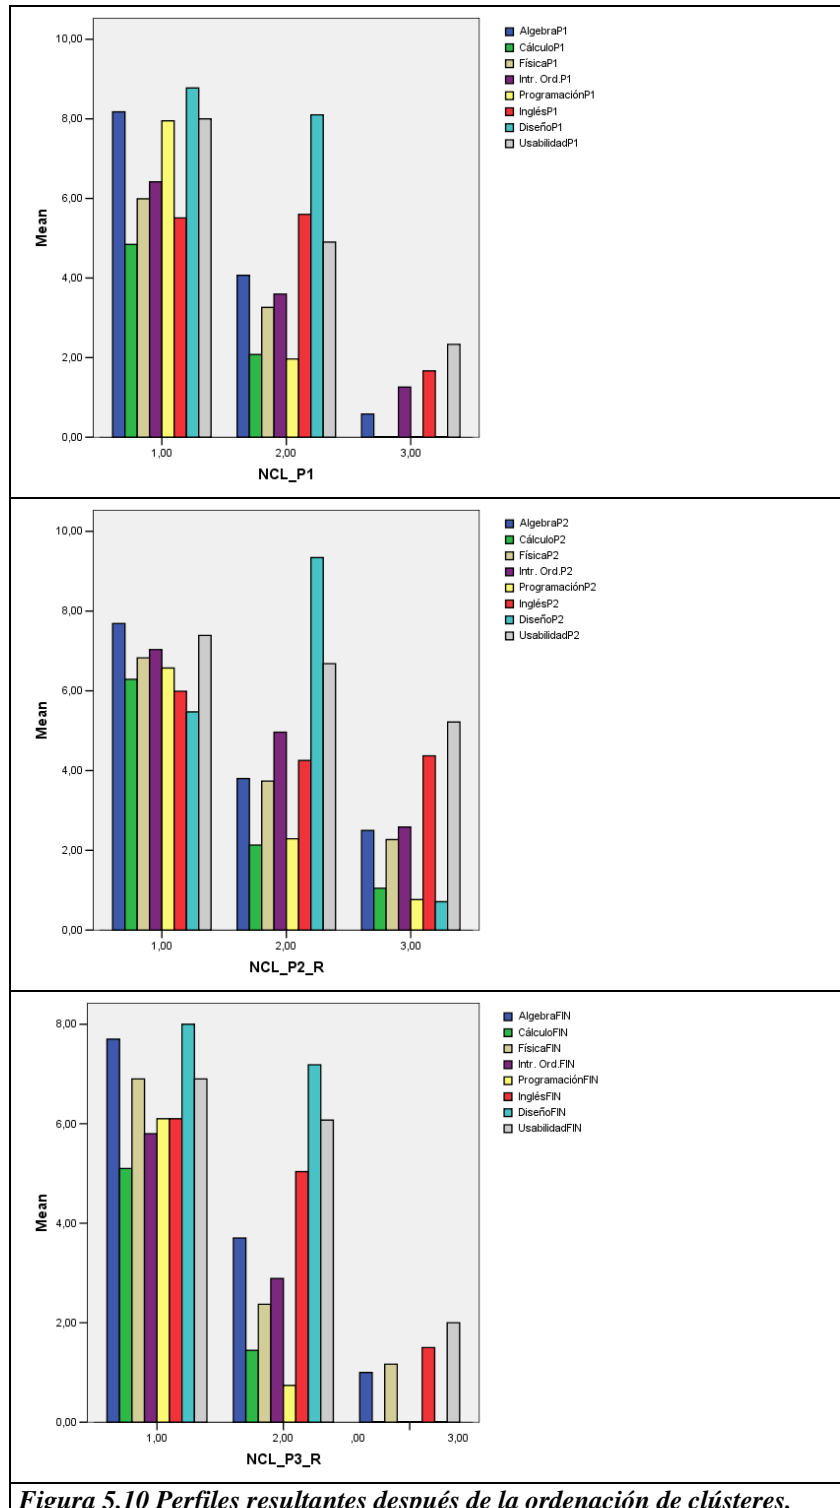 10,00
8,00
6,00
4,00
2,00
0,00
Mean
1,00 2,00 3,00
NCL_P1
AlgebraP1
CálculoP1
FísicaP1
Intr. Ord.P1
ProgramaciónP1
InglésP1
DiseñoP1
UsabilidadP1
10,00
8,00
6,00
4,00
2,00
0,00
Mean
1,00 2,00 3,00
NCL_P2_R
AlgebraP2
CálculoP2
FísicaP2
Intr. Ord.P2
ProgramaciónP2
InglésP2
DiseñoP2
UsabilidadP2
8,00
6,00
4,00
2,00
0,00
Mean
1,00 2,00 ,00 3,00
NCL_P3_R
AlgebraFIN
CálculoFIN
FísicaFIN
Intr. Ord.FIN
ProgramaciónFIN
InglésFIN
DiseñoFIN
UsabilidadFIN
Figura 5.10 Perfiles resultantes después de la ordenación de clústeres.